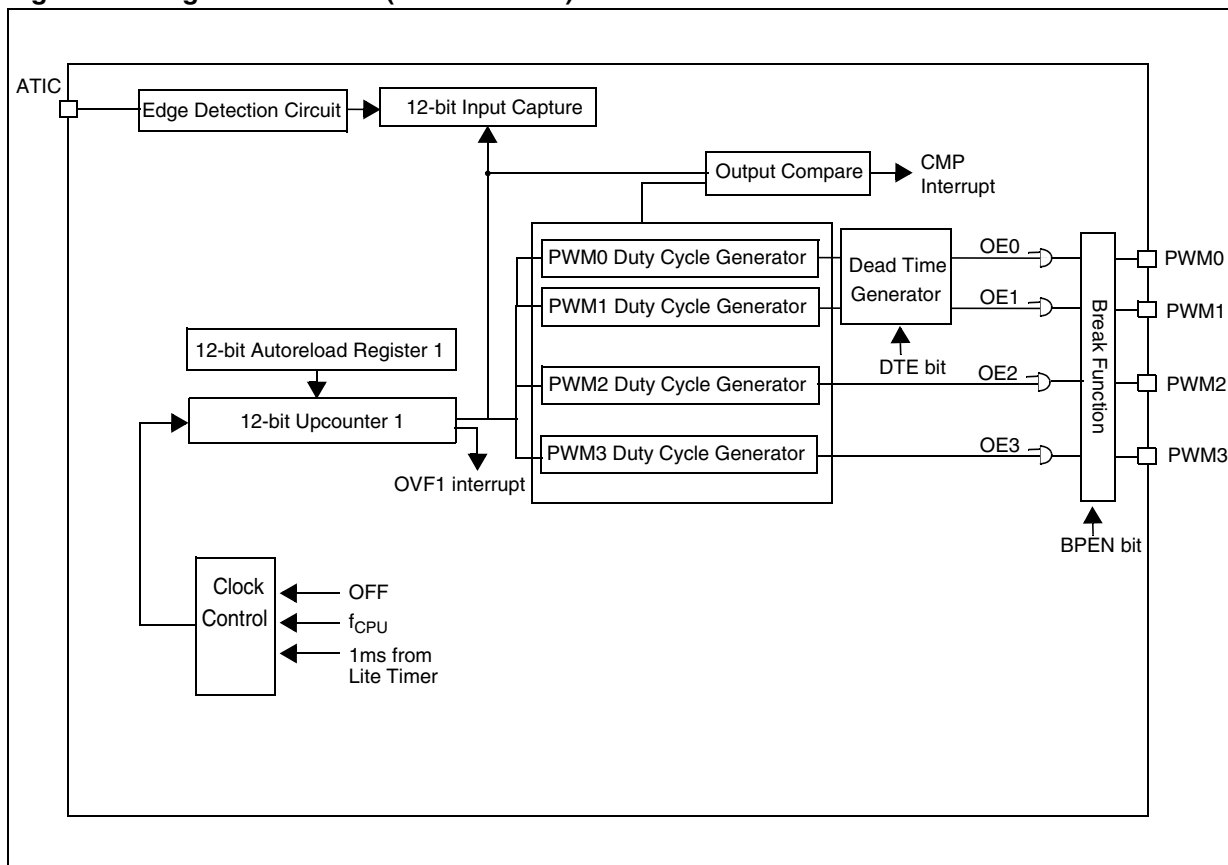 ATIC
Edge Detection Circuit
12-bit Input Capture
Output Compare
CMP
Interrupt
PWM0 Duty Cycle Generator
PWM1 Duty Cycle Generator
PWM2 Duty Cycle Generator
PWM3 Duty Cycle Generator
Dead Time
Generator
DTE bit
OE0
OE1
OE2
OE3
Break Function
BPEN bit
PWM0
PWM1
PWM2
PWM3
12-bit Autoreload Register 1
12-bit Upcounter 1
OVF1 interrupt
Clock
Control
OFF
fCPU
1ms from
Lite Timer